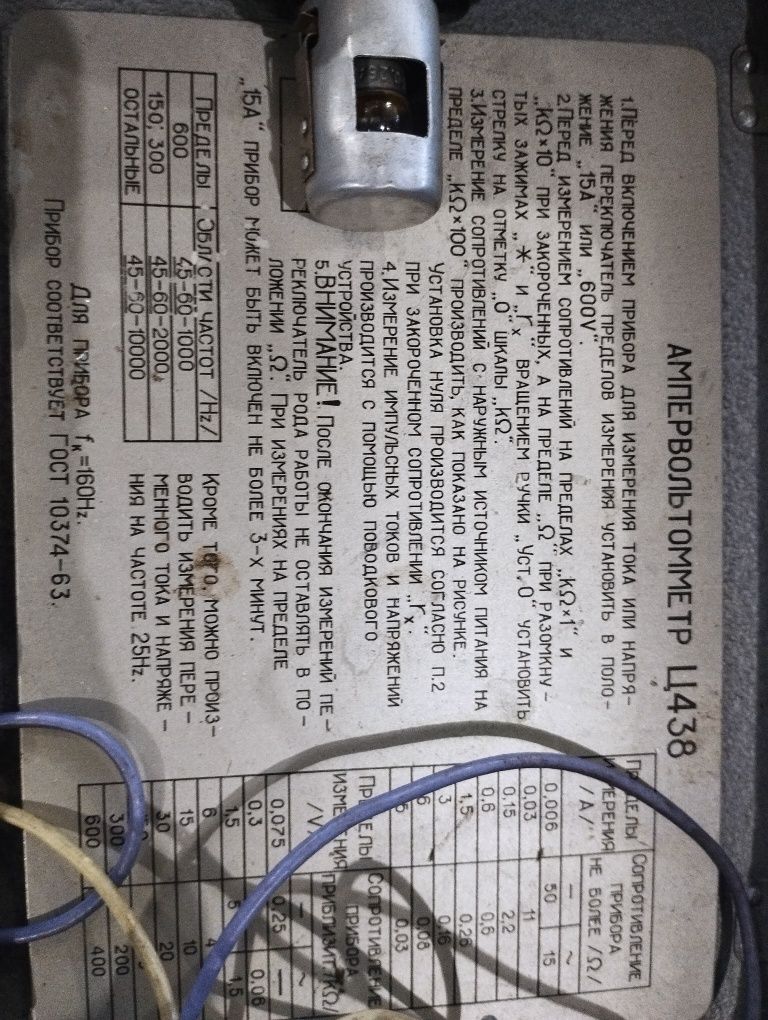 АМПЕРВОЛЬТОММЕТР Ц438
1. ПЕРЕД ВКЛЮЧЕНИЕМ ПРИБОРА ДЛЯ ИЗМЕРЕНИЯ ТОКА ИЛИ НАПРЯ-
ЖЕНИЯ ПЕРЕКЛЮЧАТЕЛЬ ПРЕДЕЛОВ ИЗМЕРЕНИЯ УСТАНОВИТЬ В ПОЛО-
ЖЕНИЕ „15А“ ИЛИ „600V“.
2. ПЕРЕД ИЗМЕРЕНИЕМ СОПРОТИВЛЕНИЙ НА ПРЕДЕЛАХ „kΩ×1“ И
„kΩ×10“ ПРИ ЗАКОРОЧЕННЫХ, А НА ПРЕДЕЛЕ „Ω“ ПРИ РАЗОМКНУ-
ТЫХ ЗАЖИМАХ „*“ И „rx“ ВРАЩЕНИЕМ РУЧКИ „УСТ. 0“ УСТАНОВИТЬ
СТРЕЛКУ НА ОТМЕТКУ „0“ ШКАЛЫ „kΩ“.
3. ИЗМЕРЕНИЕ СОПРОТИВЛЕНИЙ С НАРУЖНЫМ ИСТОЧНИКОМ ПИТАНИЯ НА
ПРЕДЕЛЕ „kΩ×100“ ПРОИЗВОДИТЬ, КАК ПОКАЗАНО НА РИСУНКЕ.
УСТАНОВКА НУЛЯ ПРОИЗВОДИТСЯ СОГЛАСНО П.2
ПРИ ЗАКОРОЧЕННОМ СОПРОТИВЛЕНИИ „rx“.
4. ИЗМЕРЕНИЕ ИМПУЛЬСНЫХ ТОКОВ И НАПРЯЖЕНИЙ
ПРОИЗВОДИТСЯ С ПОМОЩЬЮ ПОВОДКОВОГО
УСТРОЙСТВА.
5. ВНИМАНИЕ! ПОСЛЕ ОКОНЧАНИЯ ИЗМЕРЕНИЙ ПЕ-
РЕКЛЮЧАТЕЛЬ РОДА РАБОТЫ НЕ ОСТАВЛЯТЬ В ПО-
ЛОЖЕНИИ „Ω“. ПРИ ИЗМЕРЕНИЯХ НА ПРЕДЕЛЕ
„15А“ ПРИБОР МОЖЕТ БЫТЬ ВКЛЮЧЕН НЕ БОЛЕЕ 3-Х МИНУТ.
ПРЕДЕЛЫ ОБЛАСТИ ЧАСТОТ /Hz/
600 45-60-1000
150; 300 45-60-2000
ОСТАЛЬНЫЕ 45-60-10000
КРОМЕ ТОГО, МОЖНО ПРОИЗ-
ВОДИТЬ ИЗМЕРЕНИЯ ПЕРЕ-
МЕННОГО ТОКА И НАПРЯЖЕ-
НИЯ НА ЧАСТОТЕ 25Hz.
ДЛЯ ПРИБОРА fк=160Hz.
ПРИБОР СООТВЕТСТВУЕТ ГОСТ 10374-63.
ПРЕДЕЛЫ СОПРОТИВЛЕНИЕ
ИЗМЕРЕНИЯ ПРИБОРА
/A/ НЕ БОЛЕЕ /Ω/
— ~
0,006 50 15
0,03 11
0,15 2,2
0,6 0,6
1,5 0,26
3
6 0,08
0,03
ПРЕДЕЛЫ СОПРОТИВЛЕНИЕ
ИЗМЕРЕНИЯ ПРИБОРА
/V/ ПРИБЛИЗИТ. /kΩ/
— ~
0,075 0,25 —
0,3 0,06
1,5 1,5
6 4
15 10
30 20
300 200
600 400